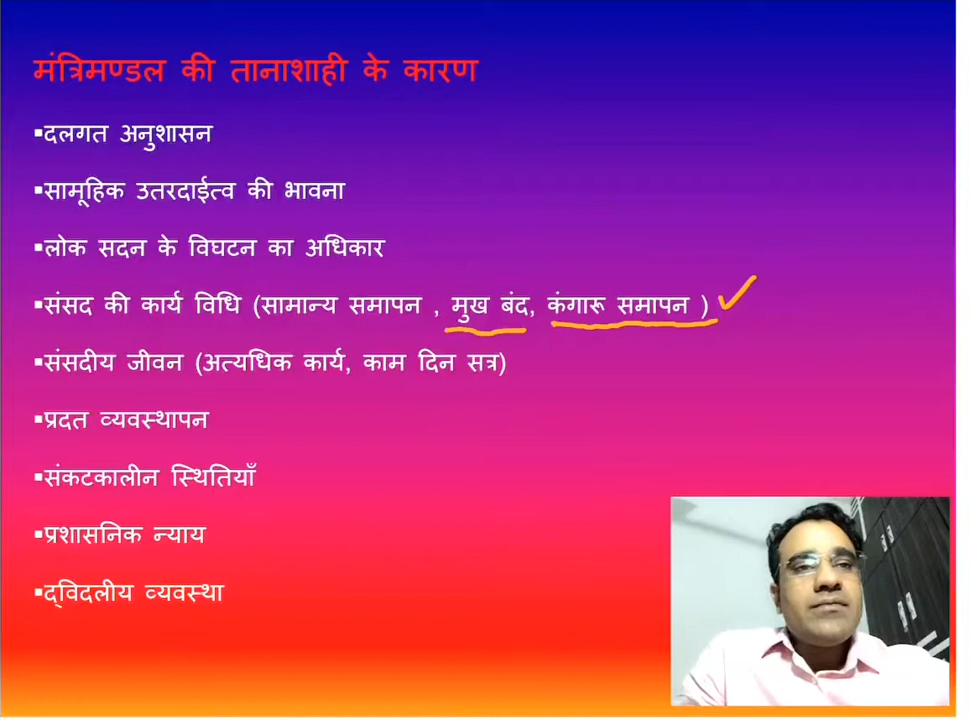 मंत्रिमण्डल की तानाशाही के कारण
▪दलगत अनुशासन
▪सामूहिक उतरदाईत्व की भावना
▪लोक सदन के विघटन का अधिकार
▪संसद की कार्य विधि (सामान्य समापन , मुख बंद, कंगारू समापन )
▪संसदीय जीवन (अत्यधिक कार्य, काम दिन सत्र)
▪प्रदत व्यवस्थापन
▪संकटकालीन स्थितियाँ
▪प्रशासनिक न्याय
▪द्विदलीय व्यवस्था